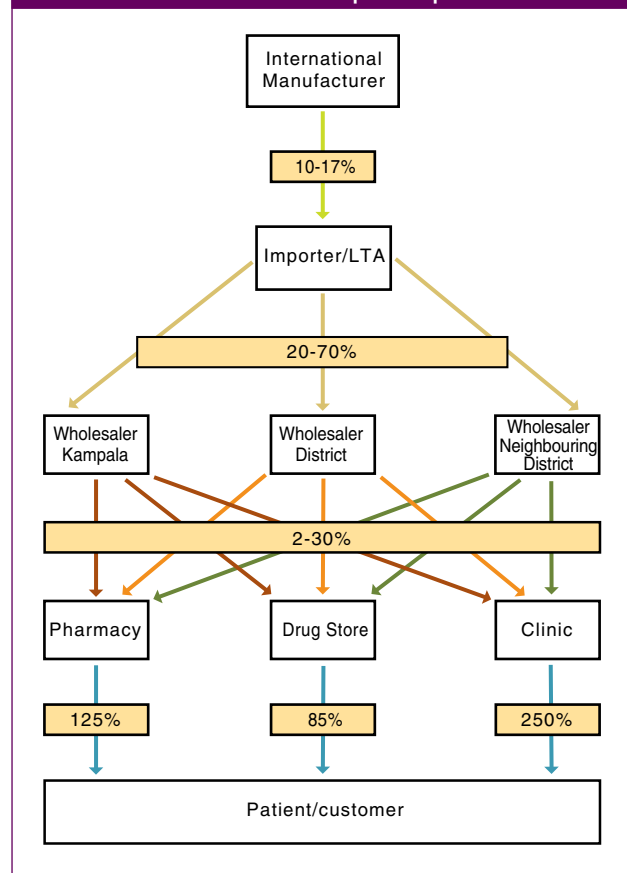 International
Manufacturer
10-17%
Importer/LTA
20-70%
Wholesaler
Kampala
Wholesaler
District
Wholesaler
Neighbouring
District
2-30%
Pharmacy
Drug Store
Clinic
125%
85%
250%
Patient/customer